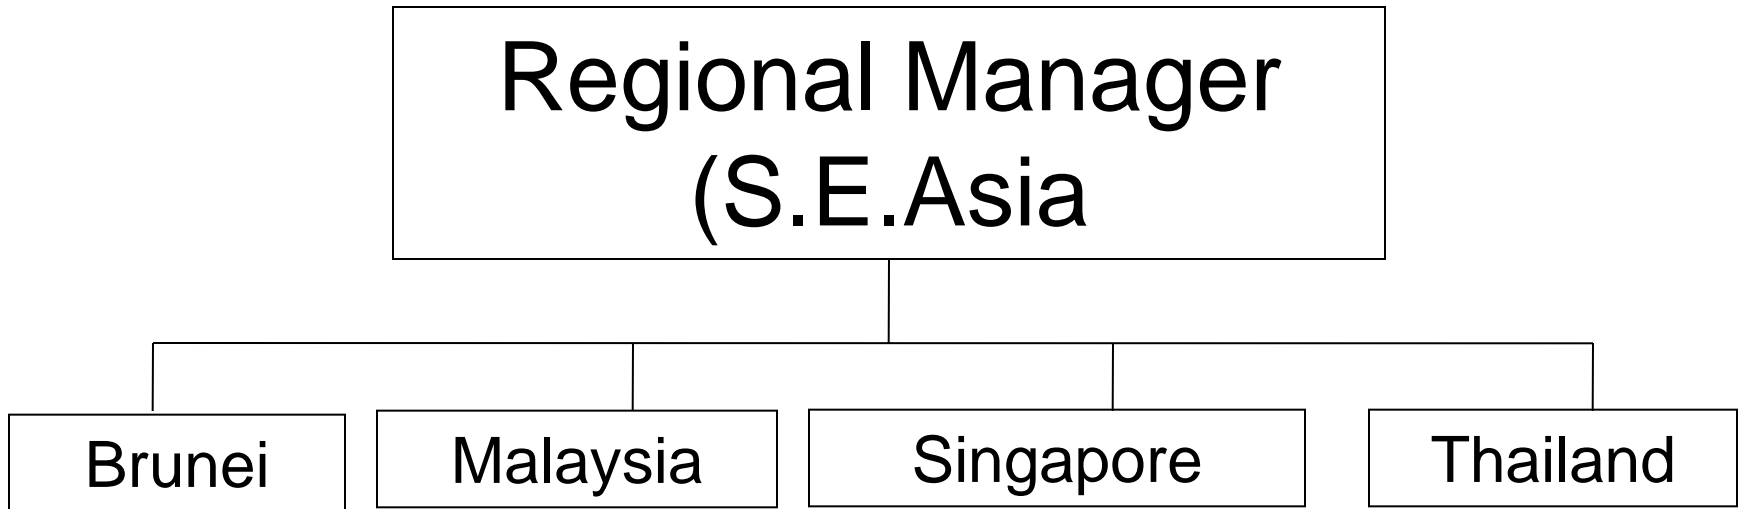 Regional Manager
(S.E.Asia
Brunei
Malaysia
Singapore
Thailand